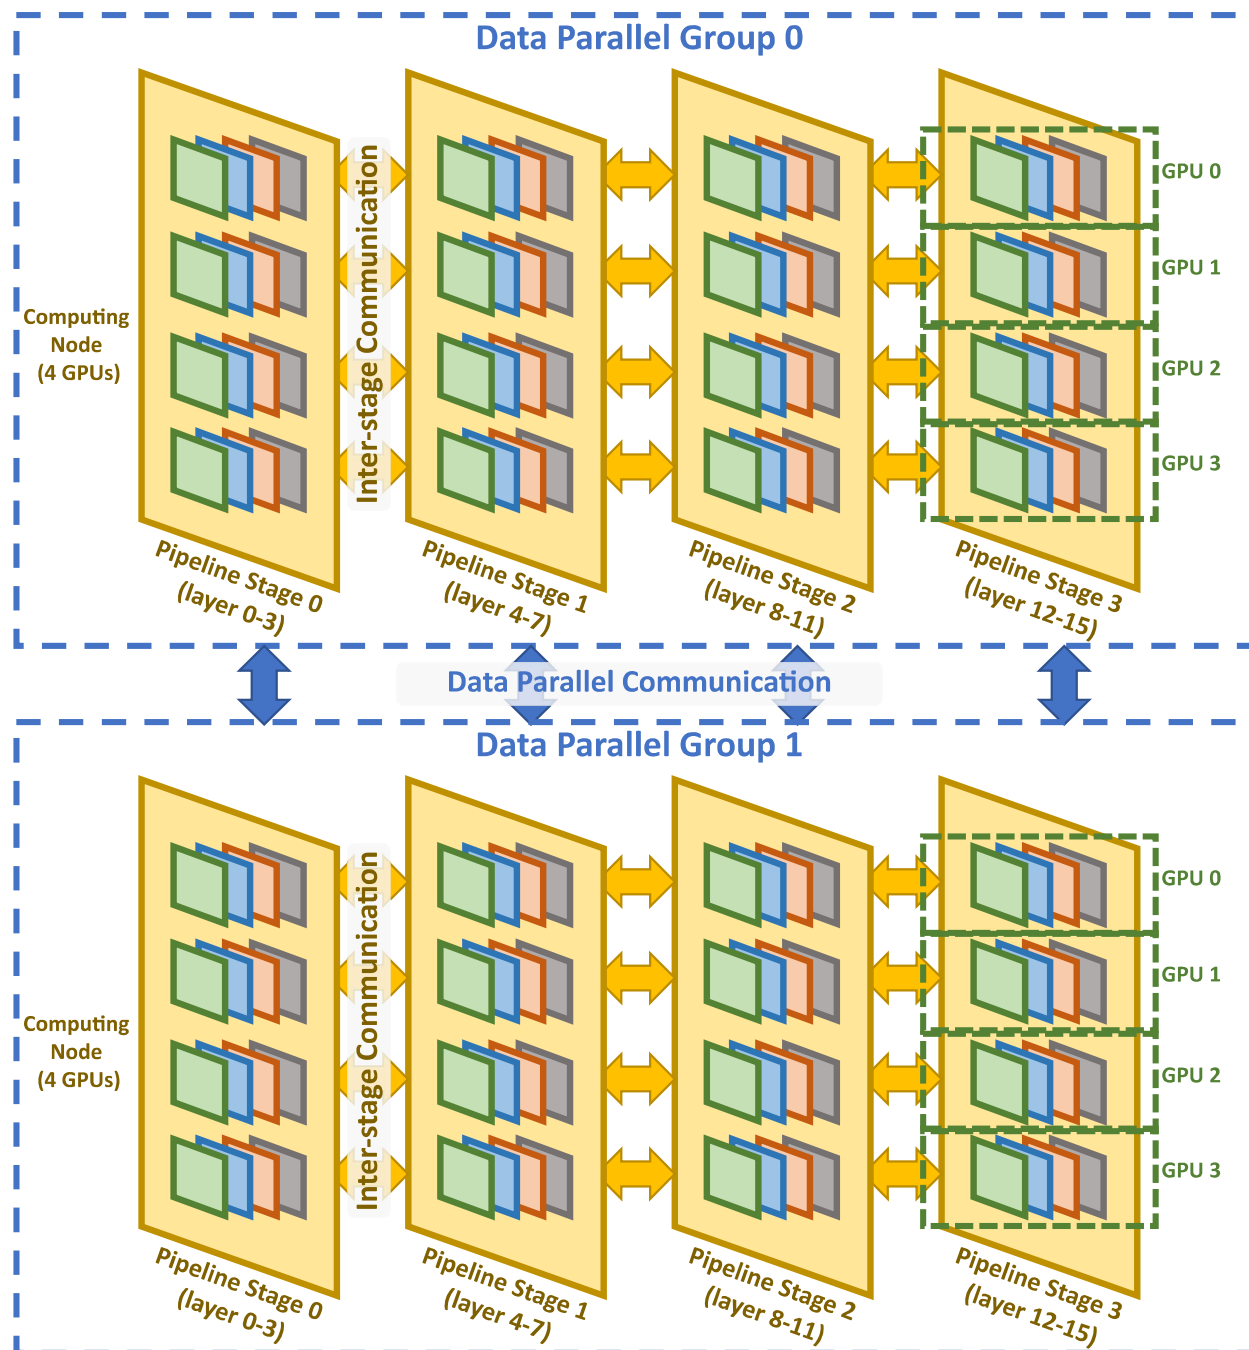 Data Parallel Group 0
Computing
Node
(4 GPUs)
Inter-stage Communication
GPU 0
GPU 1
GPU 2
GPU 3
Pipeline Stage 0
(layer 0-3)
Pipeline Stage 1
(layer 4-7)
Pipeline Stage 2
(layer 8-11)
Pipeline Stage 3
(layer 12-15)
Data Parallel Communication
Data Parallel Group 1
Computing
Node
(4 GPUs)
Inter-stage Communication
GPU 0
GPU 1
GPU 2
GPU 3
Pipeline Stage 0
(layer 0-3)
Pipeline Stage 1
(layer 4-7)
Pipeline Stage 2
(layer 8-11)
Pipeline Stage 3
(layer 12-15)